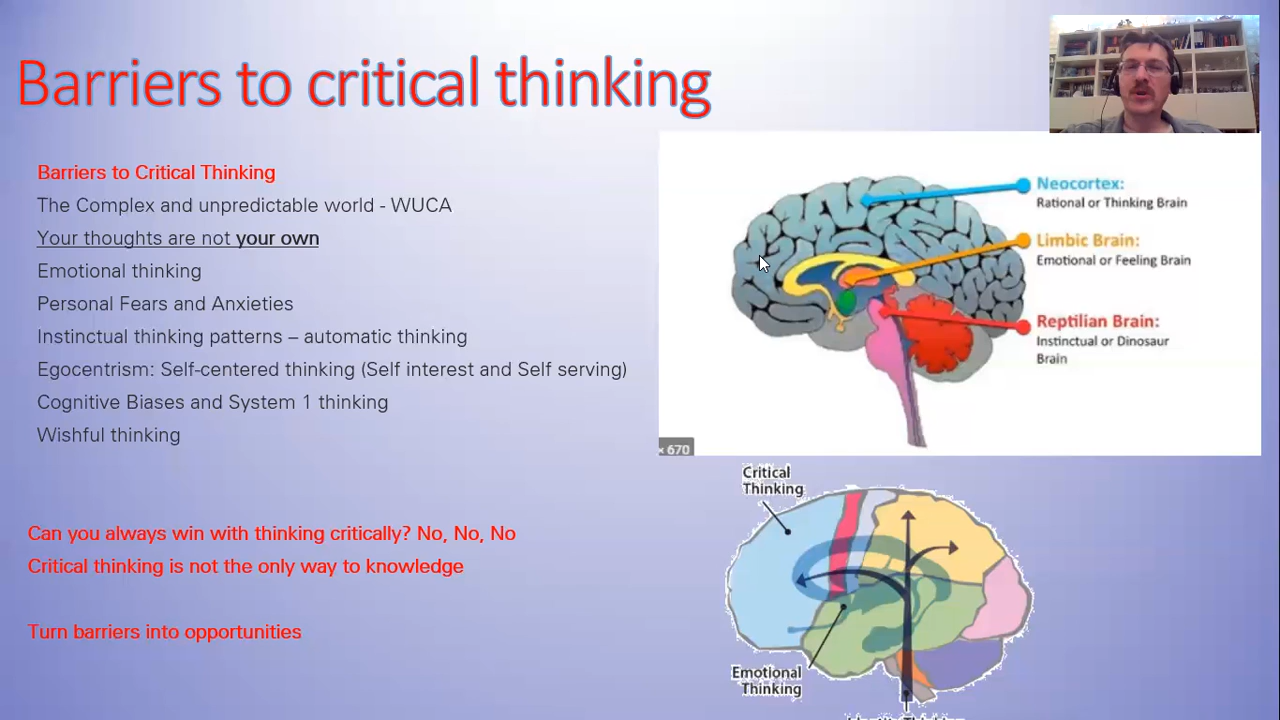 Barriers to critical thinking
Barriers to Critical Thinking
The Complex and unpredictable world - WUCA
Your thoughts are not your own
Emotional thinking
Personal Fears and Anxieties
Instinctual thinking patterns – automatic thinking
Egocentrism: Self-centered thinking (Self interest and Self serving)
Cognitive Biases and System 1 thinking
Wishful thinking
Can you always win with thinking critically? No, No, No
Critical thinking is not the only way to knowledge
Turn barriers into opportunities
Neocortex:
Rational or Thinking Brain
Limbic Brain:
Emotional or Feeling Brain
Reptilian Brain:
Instinctual or Dinosaur
Brain
× 670
Critical
Thinking
Emotional
Thinking